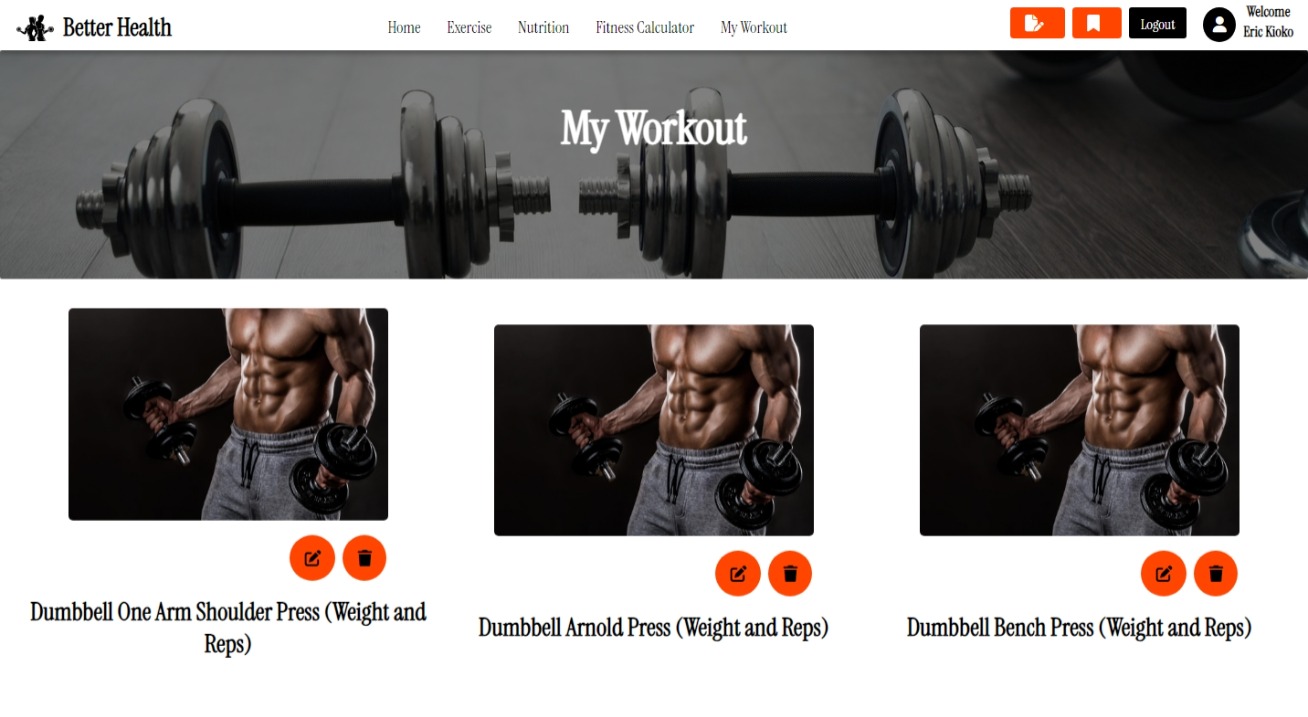 Better Health
Home Exercise Nutrition Fitness Calculator My Workout
Logout
Welcome
Eric Kioko
My Workout
Dumbbell One Arm Shoulder Press (Weight and
Reps)
Dumbbell Arnold Press (Weight and Reps)
Dumbbell Bench Press (Weight and Reps)